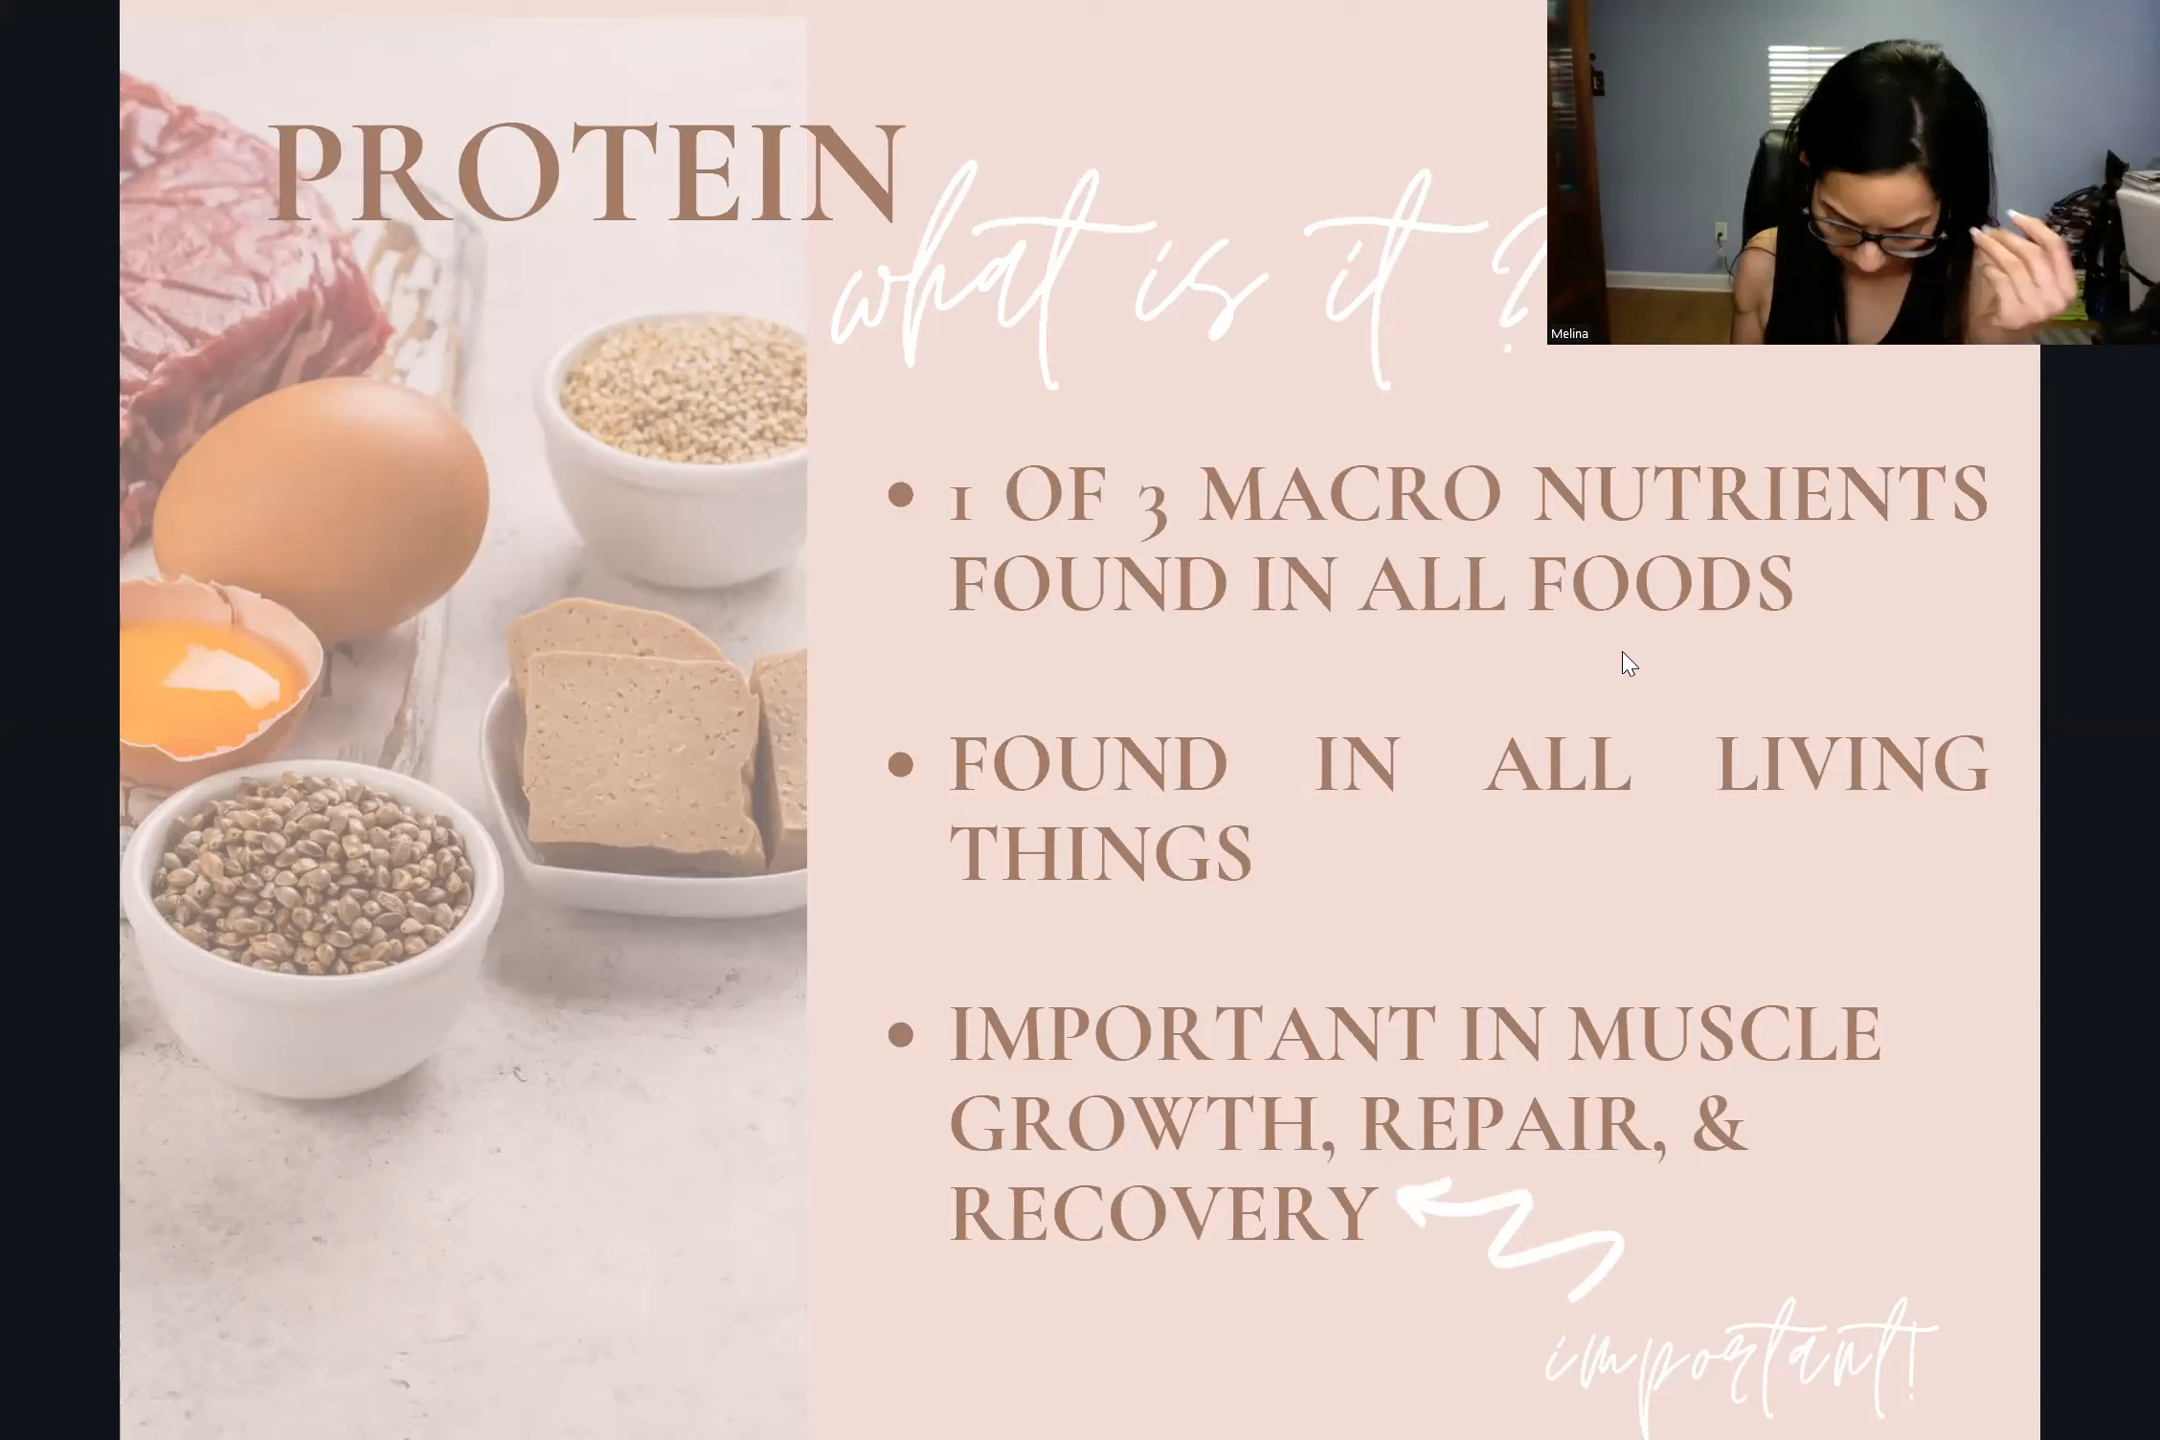 PROTEIN
what is it ?
Melina
• 1 OF 3 MACRO NUTRIENTS
FOUND IN ALL FOODS
• FOUND IN ALL LIVING
THINGS
• IMPORTANT IN MUSCLE
GROWTH, REPAIR, &
RECOVERY
important!